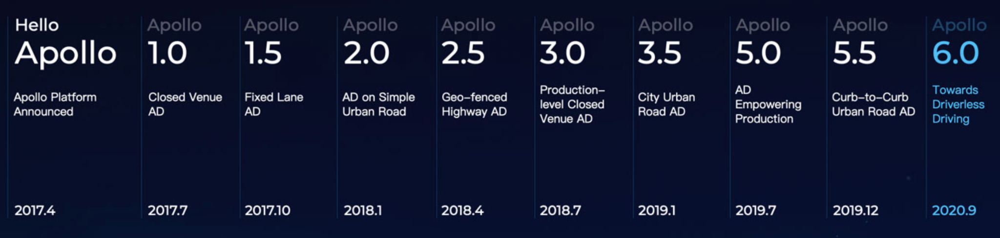 Hello
Apollo
Apollo Platform
Announced
2017.4
Apollo
1.0
Closed Venue
AD
2017.7
Apollo
1.5
Fixed Lane
AD
2017.10
Apollo
2.0
AD on Simple
Urban Road
2018.1
Apollo
2.5
Geo-fenced
Highway AD
2018.4
Apollo
3.0
Production-
level Closed
Venue AD
2018.7
Apollo
3.5
City Urban
Road AD
2019.1
Apollo
5.0
AD
Empowering
Production
2019.7
Apollo
5.5
Curb-to-Curb
Urban Road AD
2019.12
Apollo
6.0
Towards
Driverless
Driving
2020.9